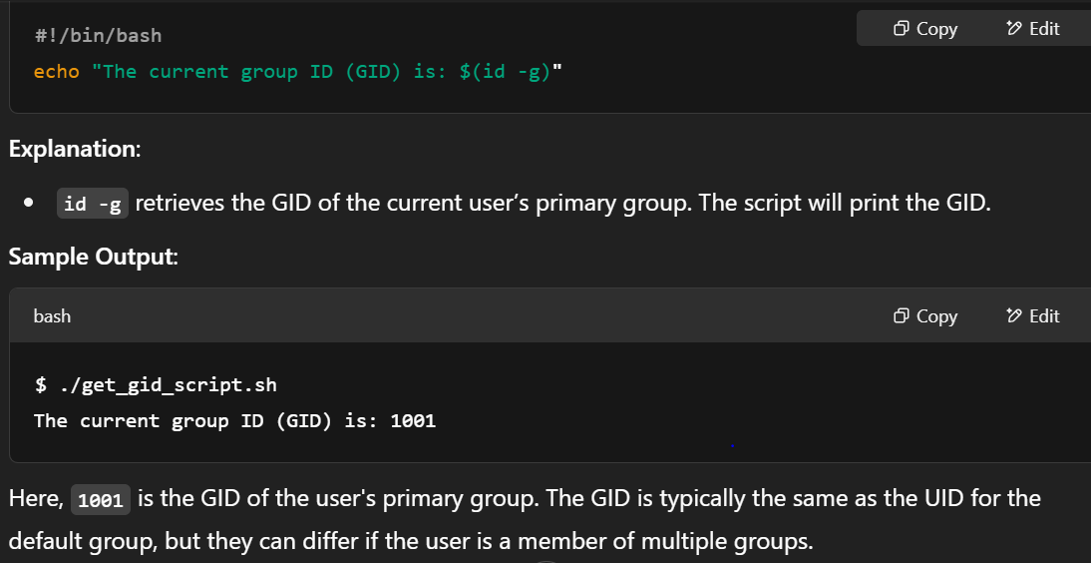 #!/bin/bash
Copy Edit
echo "The current group ID (GID) is: $(id -g)"
Explanation:
• id -g retrieves the GID of the current user’s primary group. The script will print the GID.
Sample Output:
bash Copy Edit
$ ./get_gid_script.sh
The current group ID (GID) is: 1001
Here, 1001 is the GID of the user's primary group. The GID is typically the same as the UID for the
default group, but they can differ if the user is a member of multiple groups.